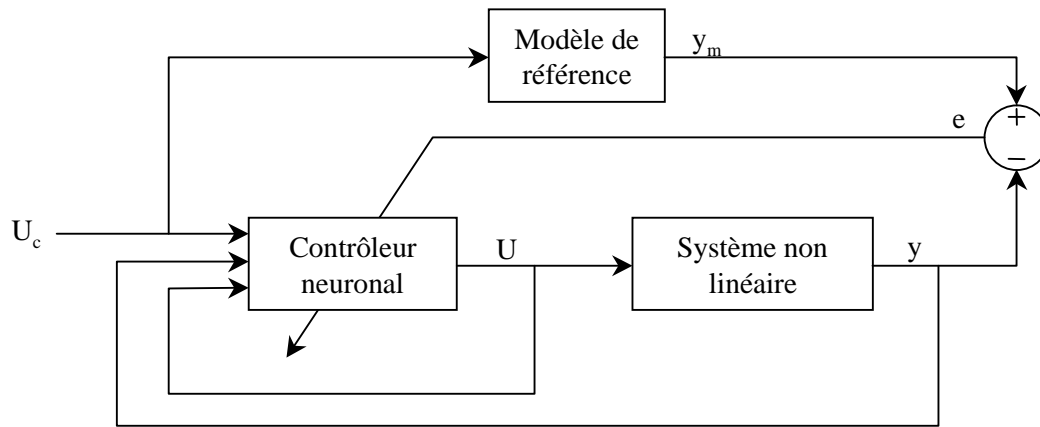 Modèle de
référence
y_m
+
−
e
U_c
Contrôleur
neuronal
U
Système non
linéaire
y